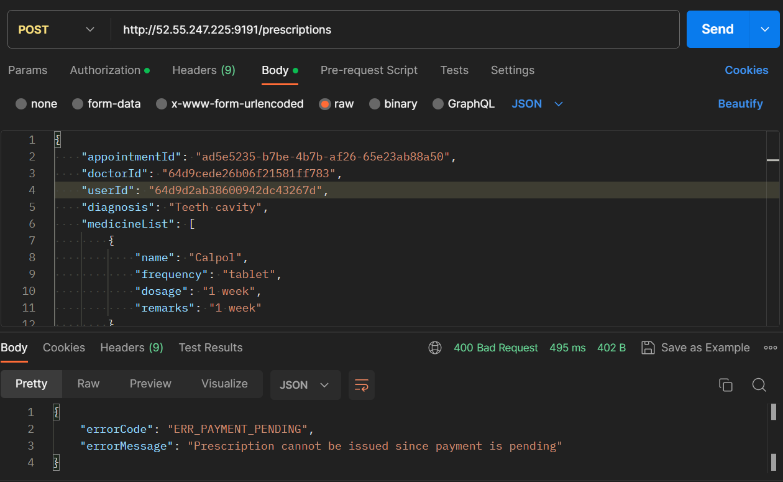 POST http://52.55.247.225:9191/prescriptions Send
Params Authorization Headers (9) Body Pre-request Script Tests Settings Cookies
none form-data x-www-form-urlencoded raw binary GraphQL JSON Beautify
1 {
2 "appointmentId": "ad5e5235-b7be-4b7b-af26-65e23ab88a50",
3 "doctorId": "64d9cede26b06f21581ff783",
4 "userId": "64d9d2ab38600942dc43267d",
5 "diagnosis": "Teeth cavity",
6 "medicineList": [
7 {
8 "name": "Calpol",
9 "frequency": "tablet",
10 "dosage": "1 week",
11 "remarks": "1 week"
12 }
Body Cookies Headers (9) Test Results 400 Bad Request 495 ms 402 B Save as Example
Pretty Raw Preview Visualize JSON
1 {
2 "errorCode": "ERR_PAYMENT_PENDING",
3 "errorMessage": "Prescription cannot be issued since payment is pending"
4 }